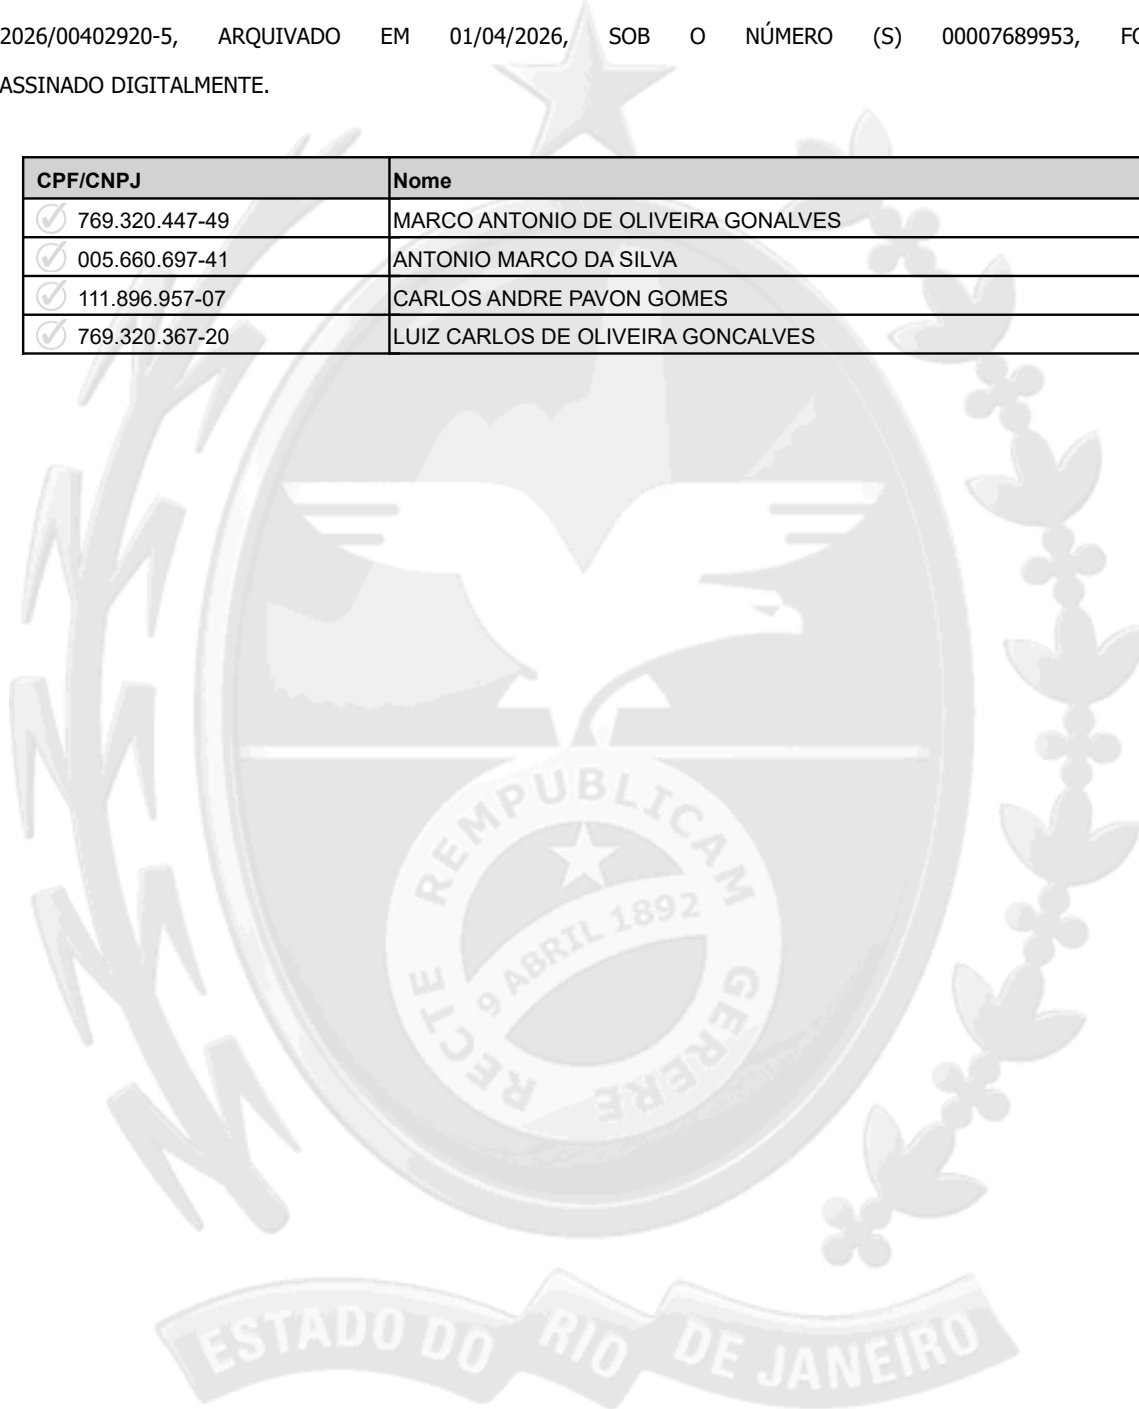 2026/00402920-5, ARQUIVADO EM 01/04/2026, SOB O NÚMERO (S) 00007689953, FO
ASSINADO DIGITALMENTE.
CPF/CNPJ Nome
769.320.447-49 MARCO ANTONIO DE OLIVEIRA GONALVES
005.660.697-41 ANTONIO MARCO DA SILVA
111.896.957-07 CARLOS ANDRE PAVON GOMES
769.320.367-20 LUIZ CARLOS DE OLIVEIRA GONCALVES
RECTE REMPUBLICAM GERERE
9 ABRIL 1892
ESTADO DO RIO DE JANEIRO